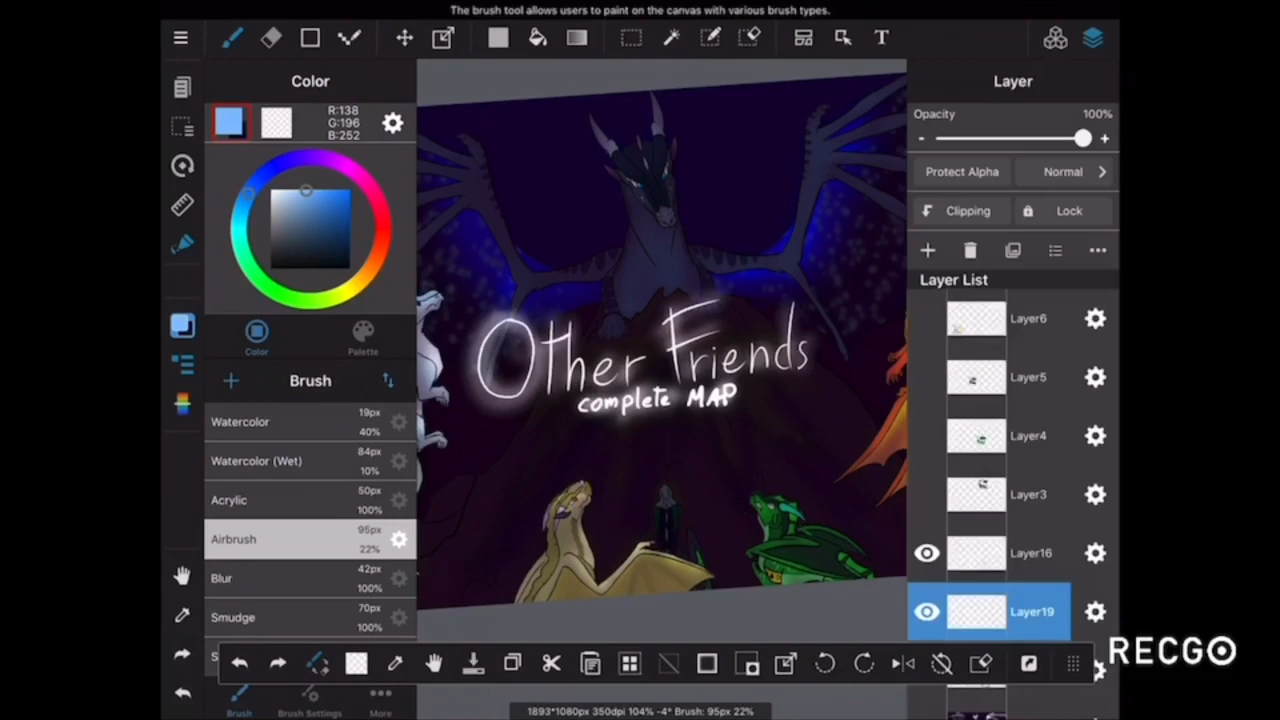 The brush tool allows users to paint on the canvas with various brush types.
T
Color
R:138
G:196
B:252
Color
Palette
Brush
Watercolor
19px
40%
Watercolor (Wet)
84px
10%
Acrylic
50px
100%
Airbrush
95px
22%
Blur
42px
100%
Smudge
70px
100%
S
Brush
Brush Settings
More
Other Friends
complete MAP
Layer
Opacity
100%
- +
Protect Alpha
Normal
Clipping
Lock
Layer List
Layer6
Layer5
Layer4
Layer3
Layer16
Layer19
RECGO
1893*1080px 350dpi 104% -4° Brush: 95px 22%